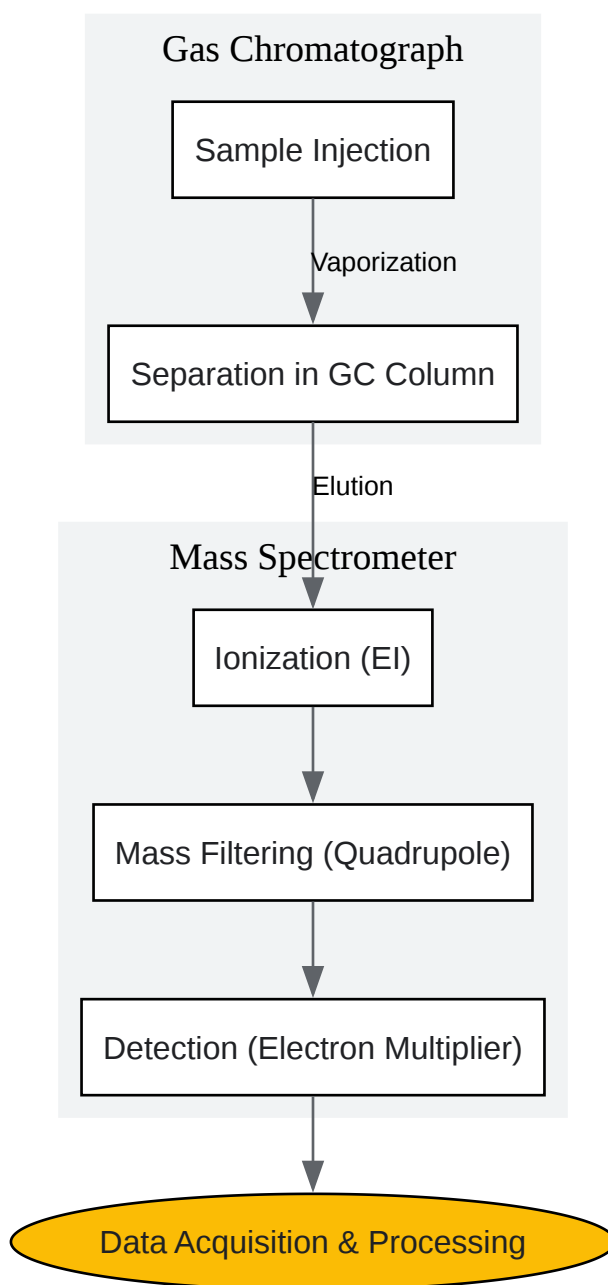 Gas Chromatograph
Sample Injection
Vaporization
Separation in GC Column
Elution
Mass Spectrometer
Ionization (EI)
Mass Filtering (Quadrupole)
Detection (Electron Multiplier)
Data Acquisition & Processing